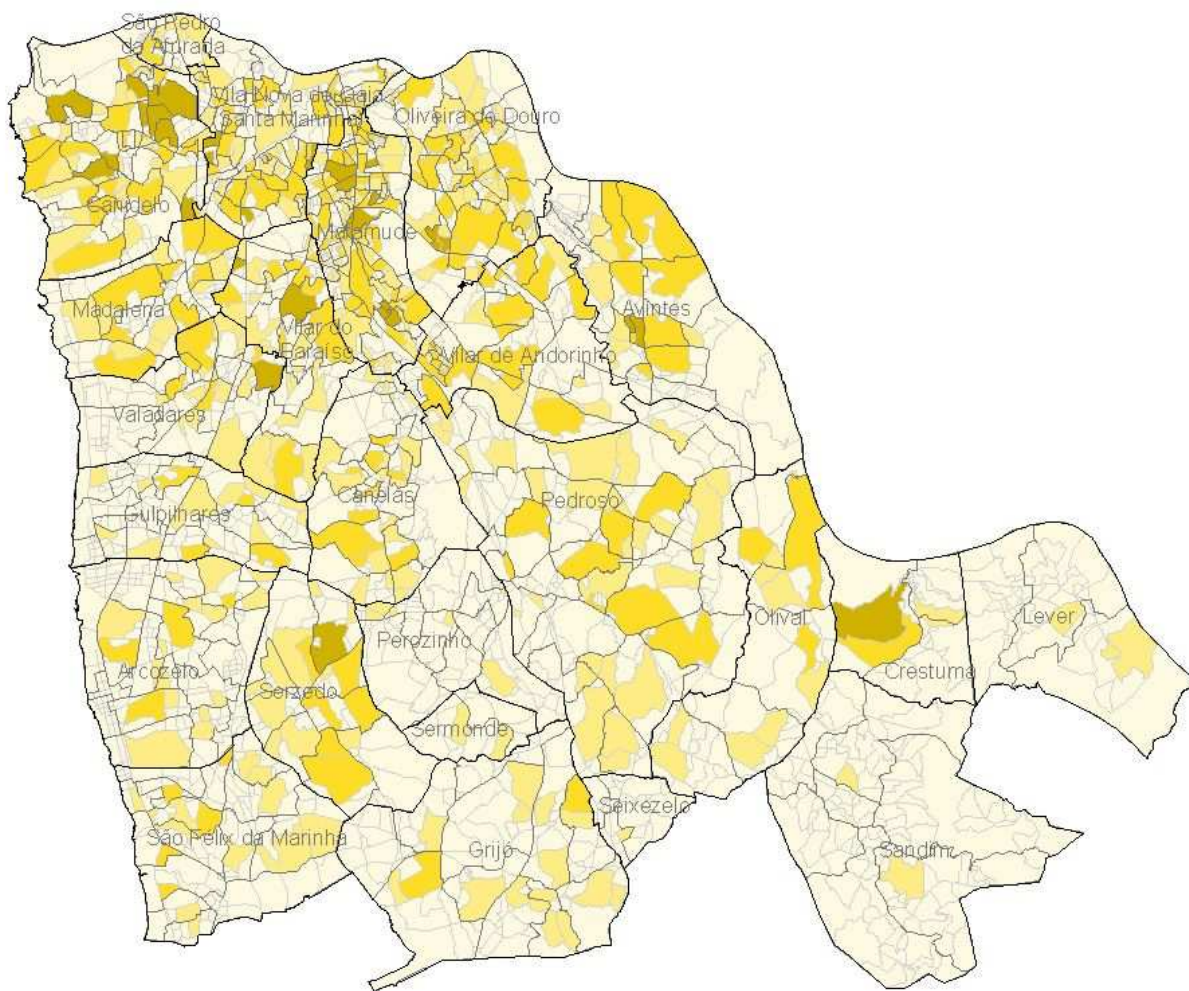 São Pedro
da Afurada
Vila Nova de Gaia
Santa Marinha
Oliveira do Douro
Canidelo
Mafamude
Madalena
Avintes
Vilar do
Paraíso
Vilar de Andorinho
Valadares
Canelas
Pedroso
Gulpilhares
Olival
Lever
Perozinho
Arcozelo
Crestuma
Serzedo
Sermonde
Seixezelo
São Félix da Marinha
Grijó
Sandim